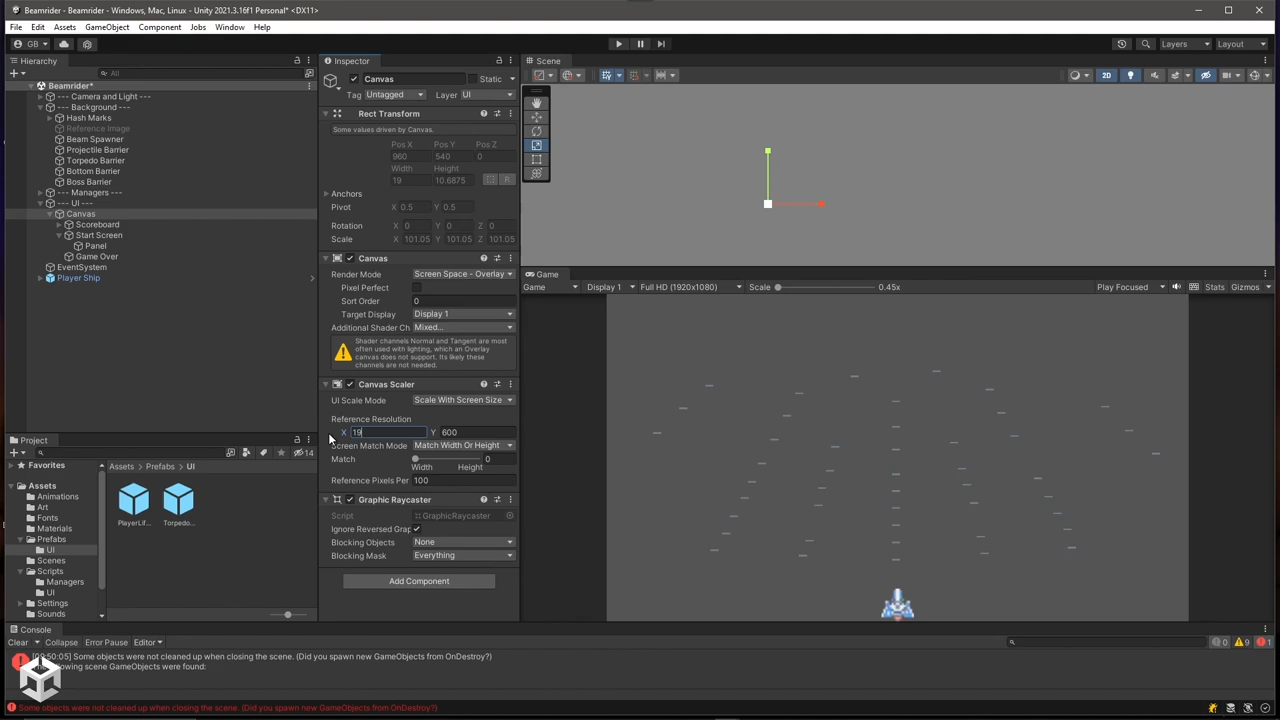 Beamrider - Beamrider - Windows, Mac, Linux - Unity 2021.3.16f1 Personal* <DX11>
File Edit Assets GameObject Component Jobs Window Help
GB
Layers Layout
Hierarchy
All
Beamrider*
--- Camera and Light ---
--- Background ---
Hash Marks
Reference Image
Beam Spawner
Projectile Barrier
Torpedo Barrier
Bottom Barrier
Boss Barrier
--- Managers ---
--- UI ---
Canvas
Scoreboard
Start Screen
Panel
Game Over
EventSystem
Player Ship
Inspector
Canvas Static
Tag Untagged Layer UI
Rect Transform
Some values driven by Canvas.
Pos X Pos Y Pos Z
960 540 0
Width Height
19 10.6875 R
Anchors
Pivot X 0.5 Y 0.5
Rotation X 0 Y 0 Z 0
Scale X 101.05 Y 101.05 Z 101.05
Canvas
Render Mode Screen Space - Overlay
Pixel Perfect
Sort Order 0
Target Display Display 1
Additional Shader Ch Mixed...
Shader channels Normal and Tangent are most
often used with lighting, which an Overlay
canvas does not support. Its likely these
channels are not needed.
Canvas Scaler
UI Scale Mode Scale With Screen Size
Reference Resolution
X 19 Y 600
Screen Match Mode Match Width Or Height
Match 0
Width Height
Reference Pixels Per 100
Graphic Raycaster
Script GraphicRaycaster
Ignore Reversed Grap
Blocking Objects None
Blocking Mask Everything
Add Component
Scene
2D
Game
Game Display 1 Full HD (1920x1080) Scale 0.45x Play Focused Stats Gizmos
Project
14
Favorites
Assets
Animations
Art
Fonts
Materials
Prefabs
UI
Scenes
Scripts
Managers
UI
Settings
Sounds
Assets > Prefabs > UI
PlayerLif... Torpedo...
Console
Clear Collapse Error Pause Editor
0 9 1
[09:50:05] Some objects were not cleaned up when closing the scene. (Did you spawn new GameObjects from OnDestroy?)
following scene GameObjects were found:
Some objects were not cleaned up when closing the scene. (Did you spawn new GameObjects from OnDestroy?)